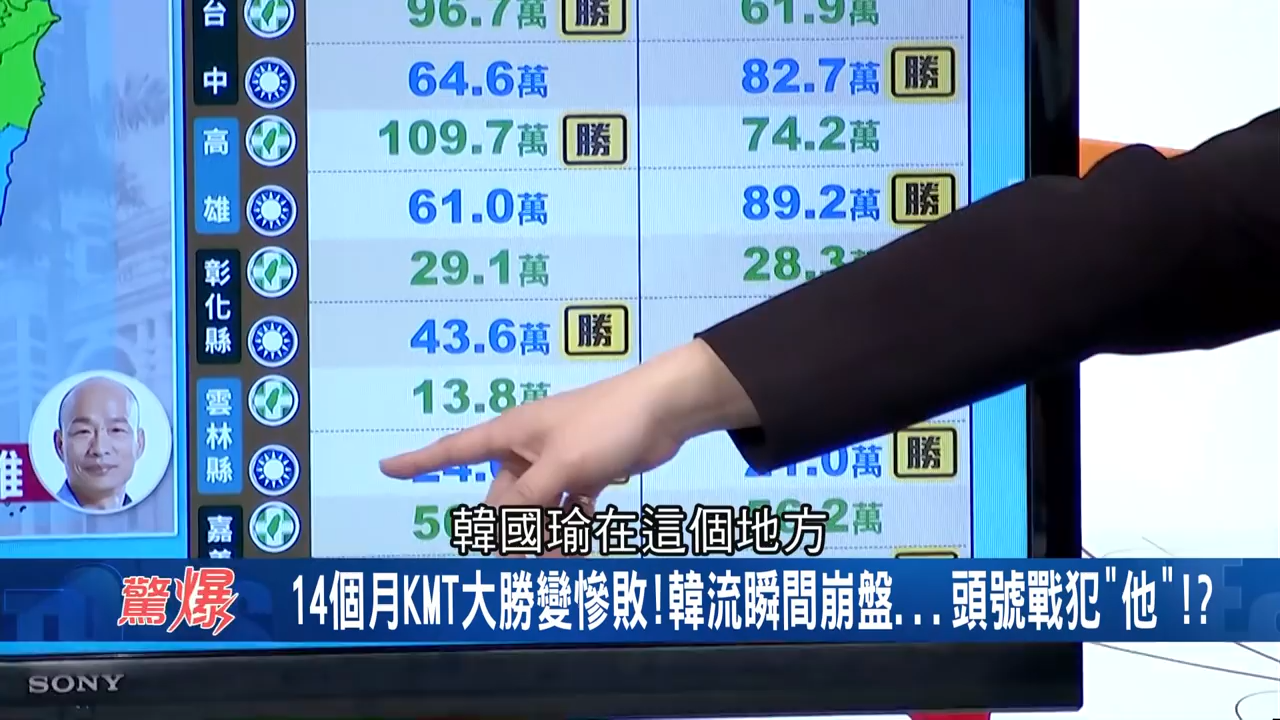 台中
96.7萬 勝 61.9萬
64.6萬 82.7萬 勝
高雄
109.7萬 勝 74.2萬
61.0萬 89.2萬 勝
彰化縣
29.1萬 28.3
43.6萬 勝
雲林縣
13.8萬
勝
嘉
雄
韓國瑜在這個地方
驚爆
14個月KMT大勝變慘敗!韓流瞬間崩盤...頭號戰犯"他"!?
SONY